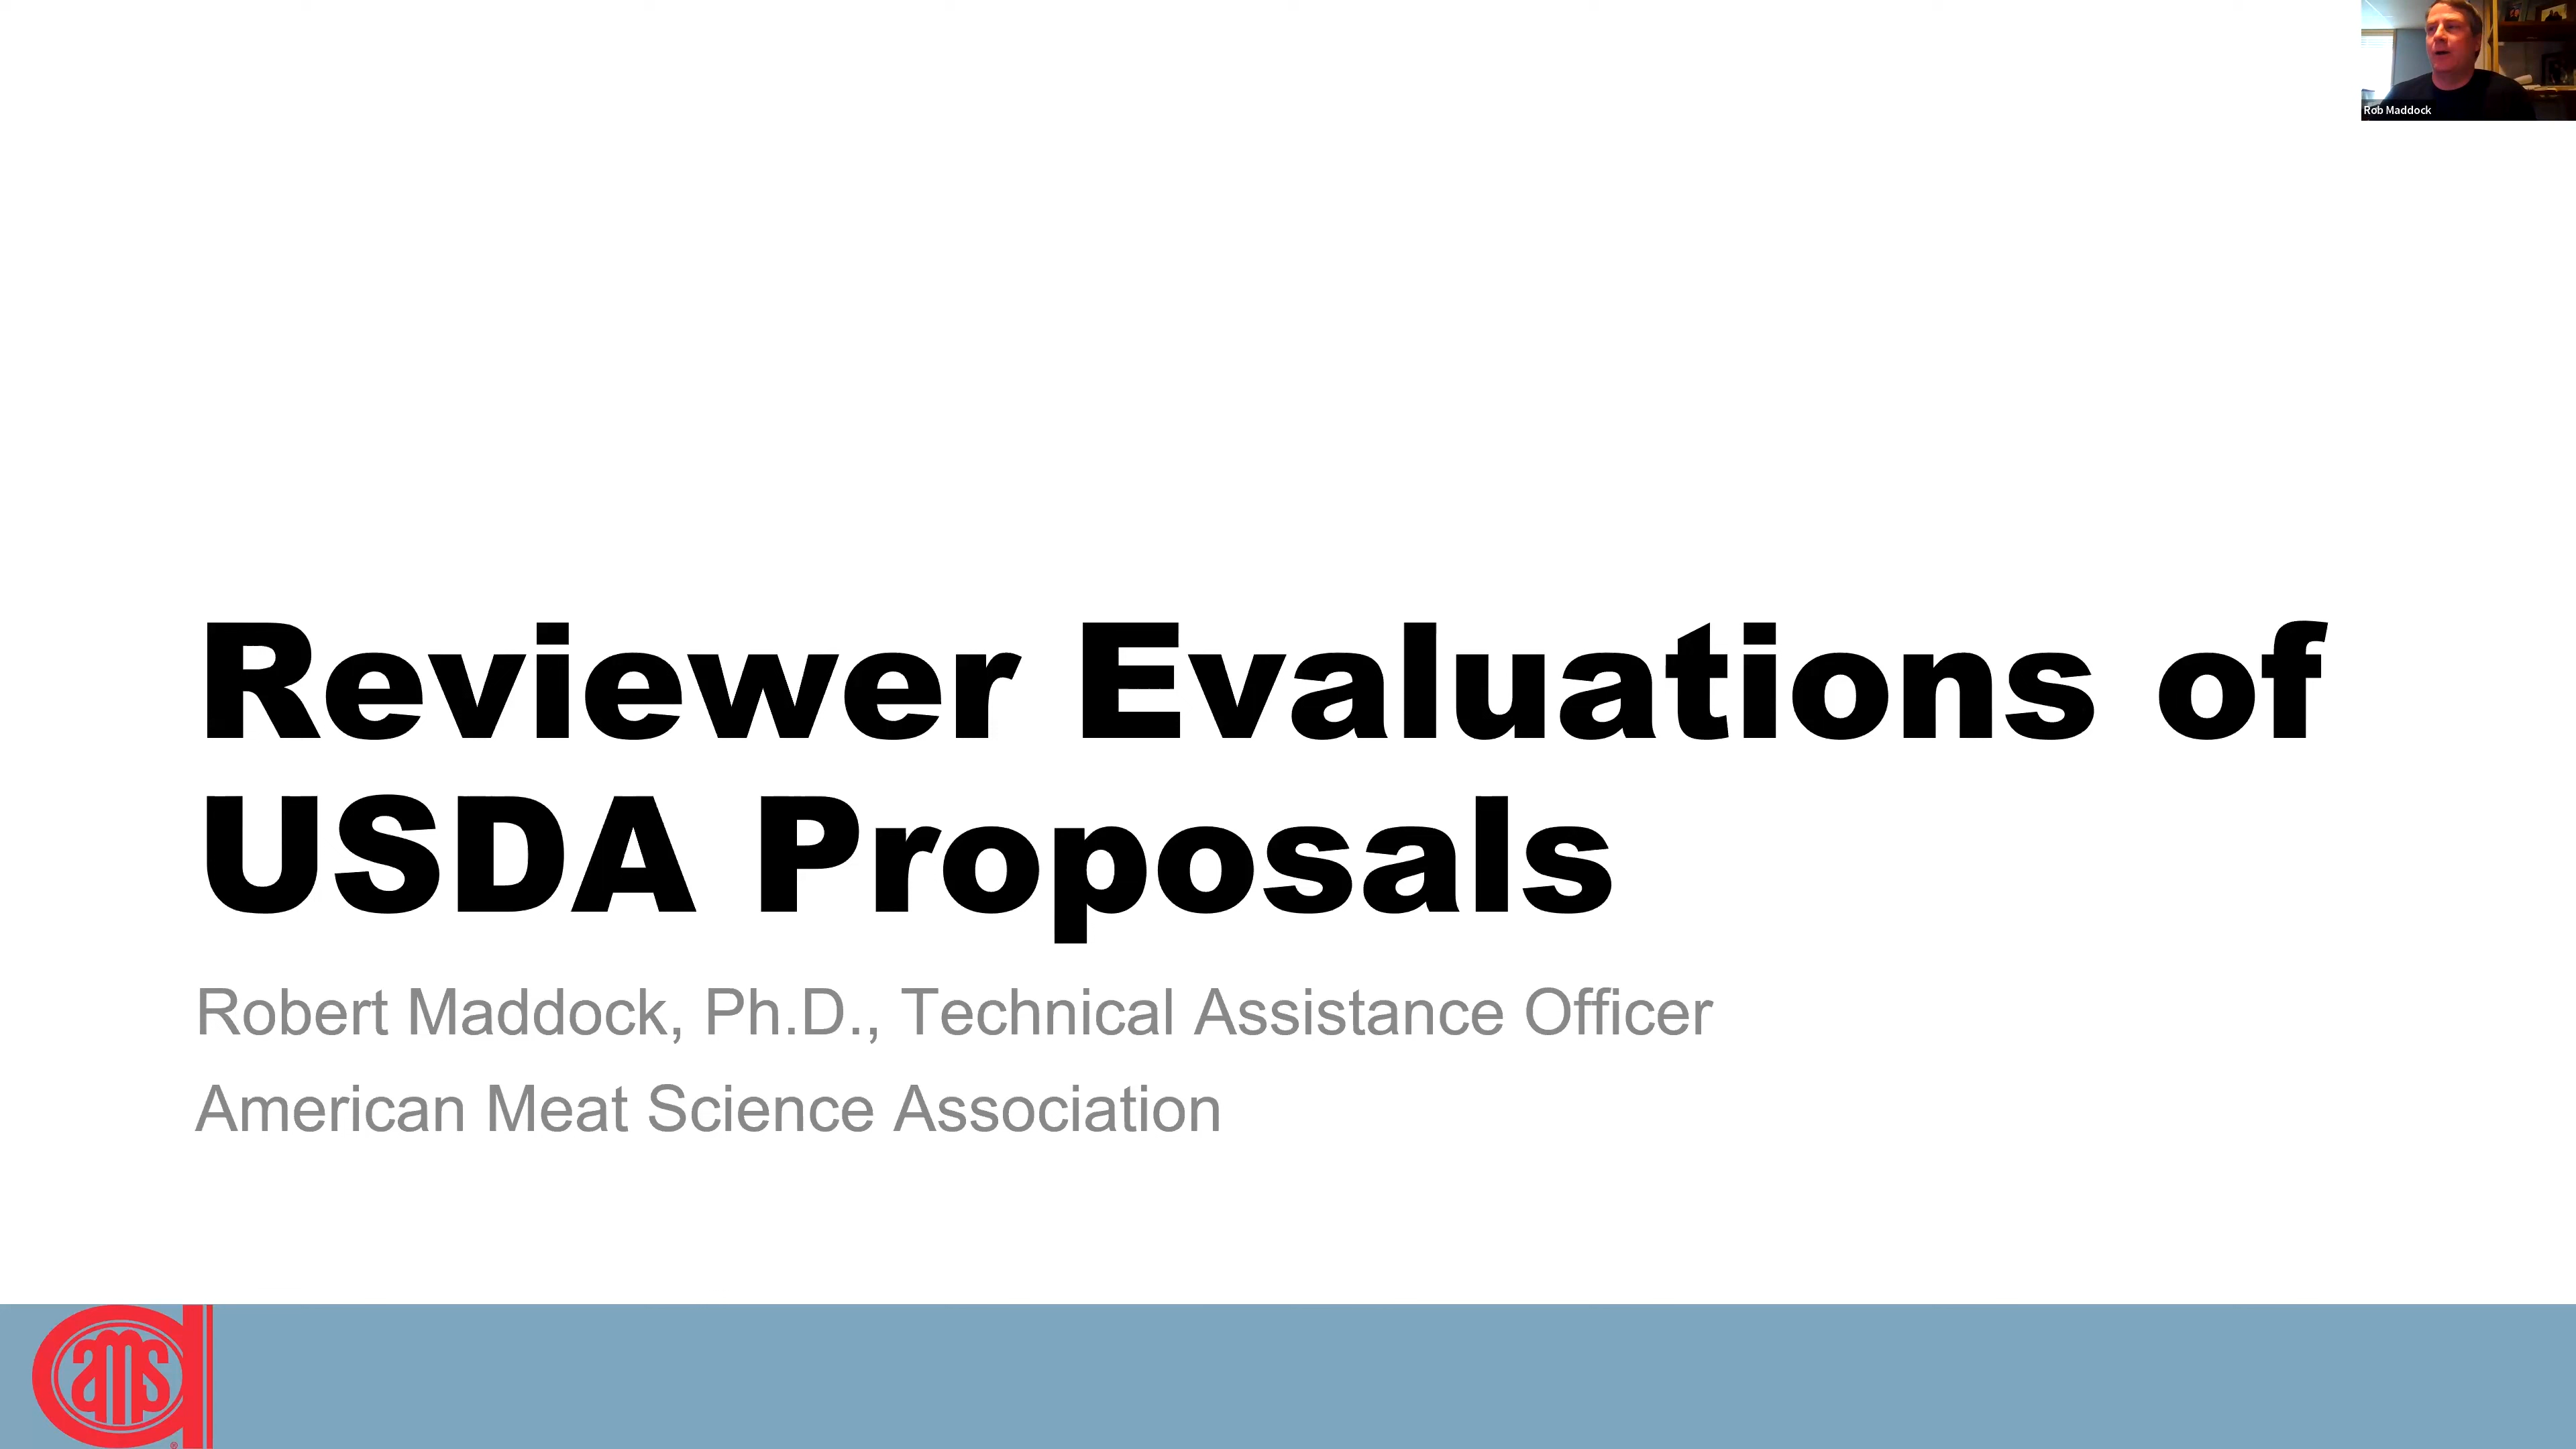 Rob Maddock
Reviewer Evaluations of
USDA Proposals
Robert Maddock, Ph.D., Technical Assistance Officer
American Meat Science Association
ams
®